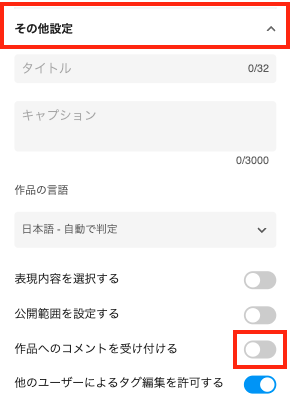 その他設定
タイトル
0/32
キャプション
0/3000
作品の言語
日本語 - 自動で判定
表現内容を選択する
公開範囲を設定する
作品へのコメントを受け付ける
他のユーザーによるタグ編集を許可する